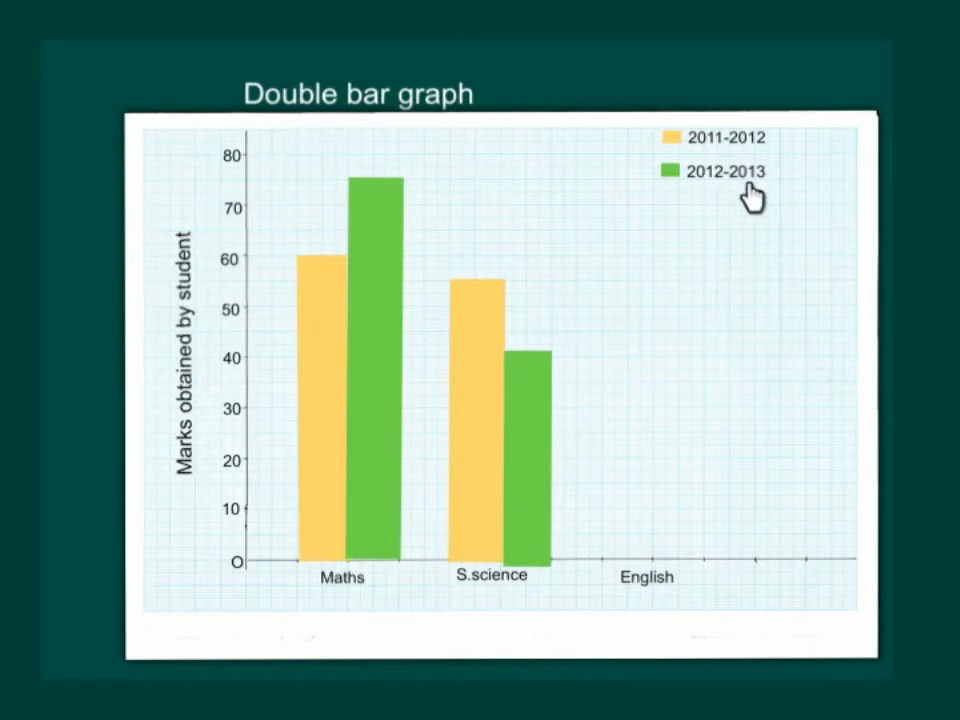 Double bar graph
2011-2012
2012-2013
Marks obtained by student
80
70
60
50
40
30
20
10
O
Maths
S.science
English